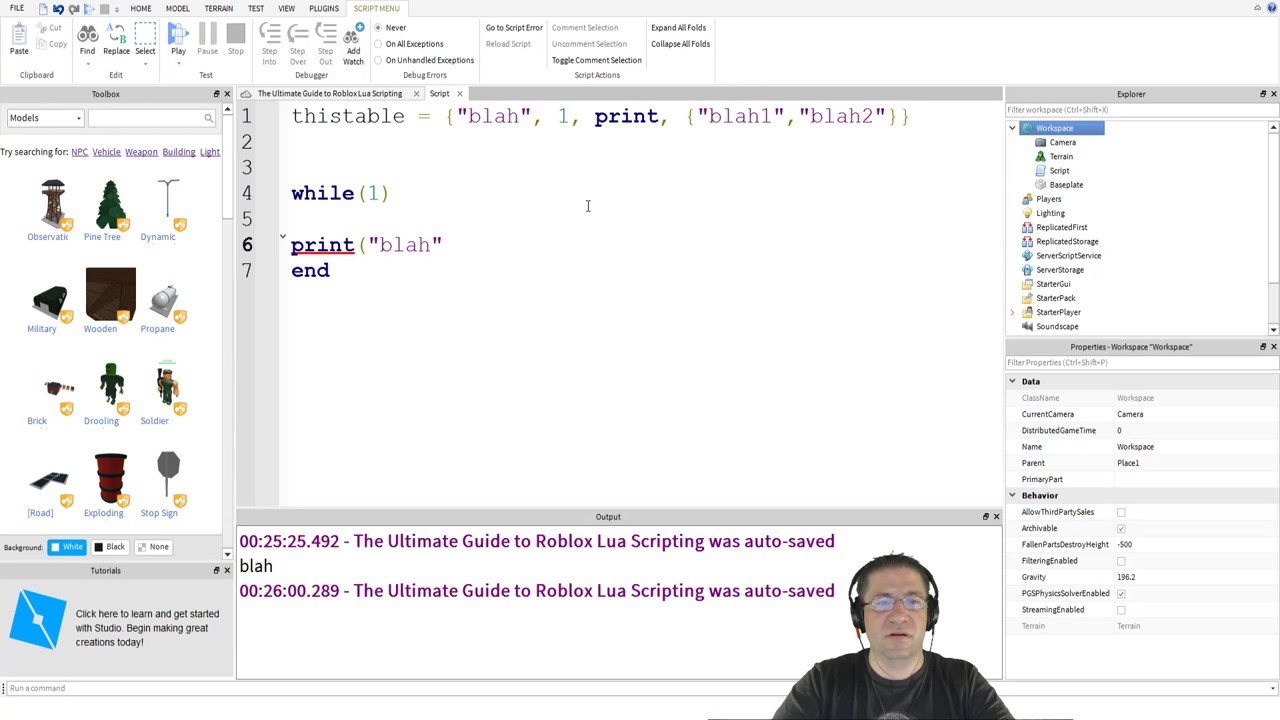 FILE HOME MODEL TERRAIN TEST VIEW PLUGINS SCRIPT MENU
Paste
Cut
Copy
Clipboard
Find
Replace
Select
Edit
Play
Pause
Stop
Test
Step Into
Step Over
Step Out
Add Watch
Debugger
Never
On All Exceptions
On Unhandled Exceptions
Debug Errors
Go to Script Error
Reload Script
Comment Selection
Uncomment Selection
Toggle Comment Selection
Expand All Folds
Collapse All Folds
Script Actions
Toolbox
Models
Try searching for: NPC Vehicle Weapon Building Light
Observatic Pine Tree Dynamic
Military Wooden Propane
Brick Drooling Soldier
[Road] Exploding Stop Sign
Background: White Black None
Tutorials
Click here to learn and get started
with Studio. Begin making great
creations today!
The Ultimate Guide to Roblox Lua Scripting Script
1 thistable = {"blah", 1, print, {"blah1","blah2"}}
2
3
4 while(1)
5
6 print("blah"
7 end
Output
00:25:25.492 - The Ultimate Guide to Roblox Lua Scripting was auto-saved
blah
00:26:00.289 - The Ultimate Guide to Roblox Lua Scripting was auto-saved
Explorer
Filter workspace (Ctrl+Shift+X)
Workspace
Camera
Terrain
Script
Baseplate
Players
Lighting
ReplicatedFirst
ReplicatedStorage
ServerScriptService
ServerStorage
StarterGui
StarterPack
StarterPlayer
Soundscape
Properties - Workspace "Workspace"
Filter Properties (Ctrl+Shift+P)
Data
ClassName Workspace
CurrentCamera Camera
DistributedGameTime 0
Name Workspace
Parent Place1
PrimaryPart
Behavior
AllowThirdPartySales
Archivable
FallenPartsDestroyHeight -500
FilteringEnabled
Gravity 196.2
PGSPhysicsSolverEnabled
StreamingEnabled
Terrain Terrain
Run a command